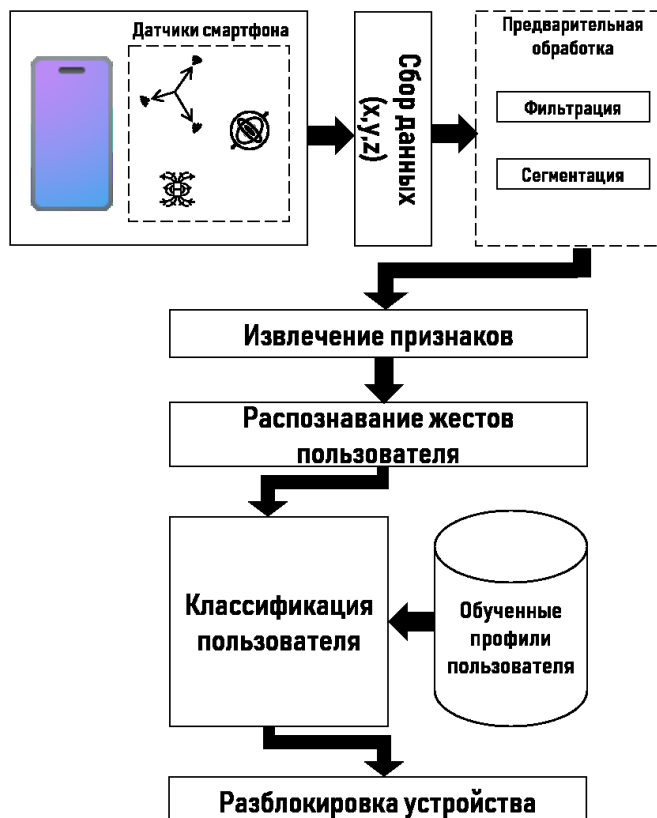 Датчики смартфона
Сбор данных
(x,y,z)
Предварительная
обработка
Фильтрация
Сегментация
Извлечение признаков
Распознавание жестов
пользователя
Классификация
пользователя
Обученные
профили
пользователя
Разблокировка устройства